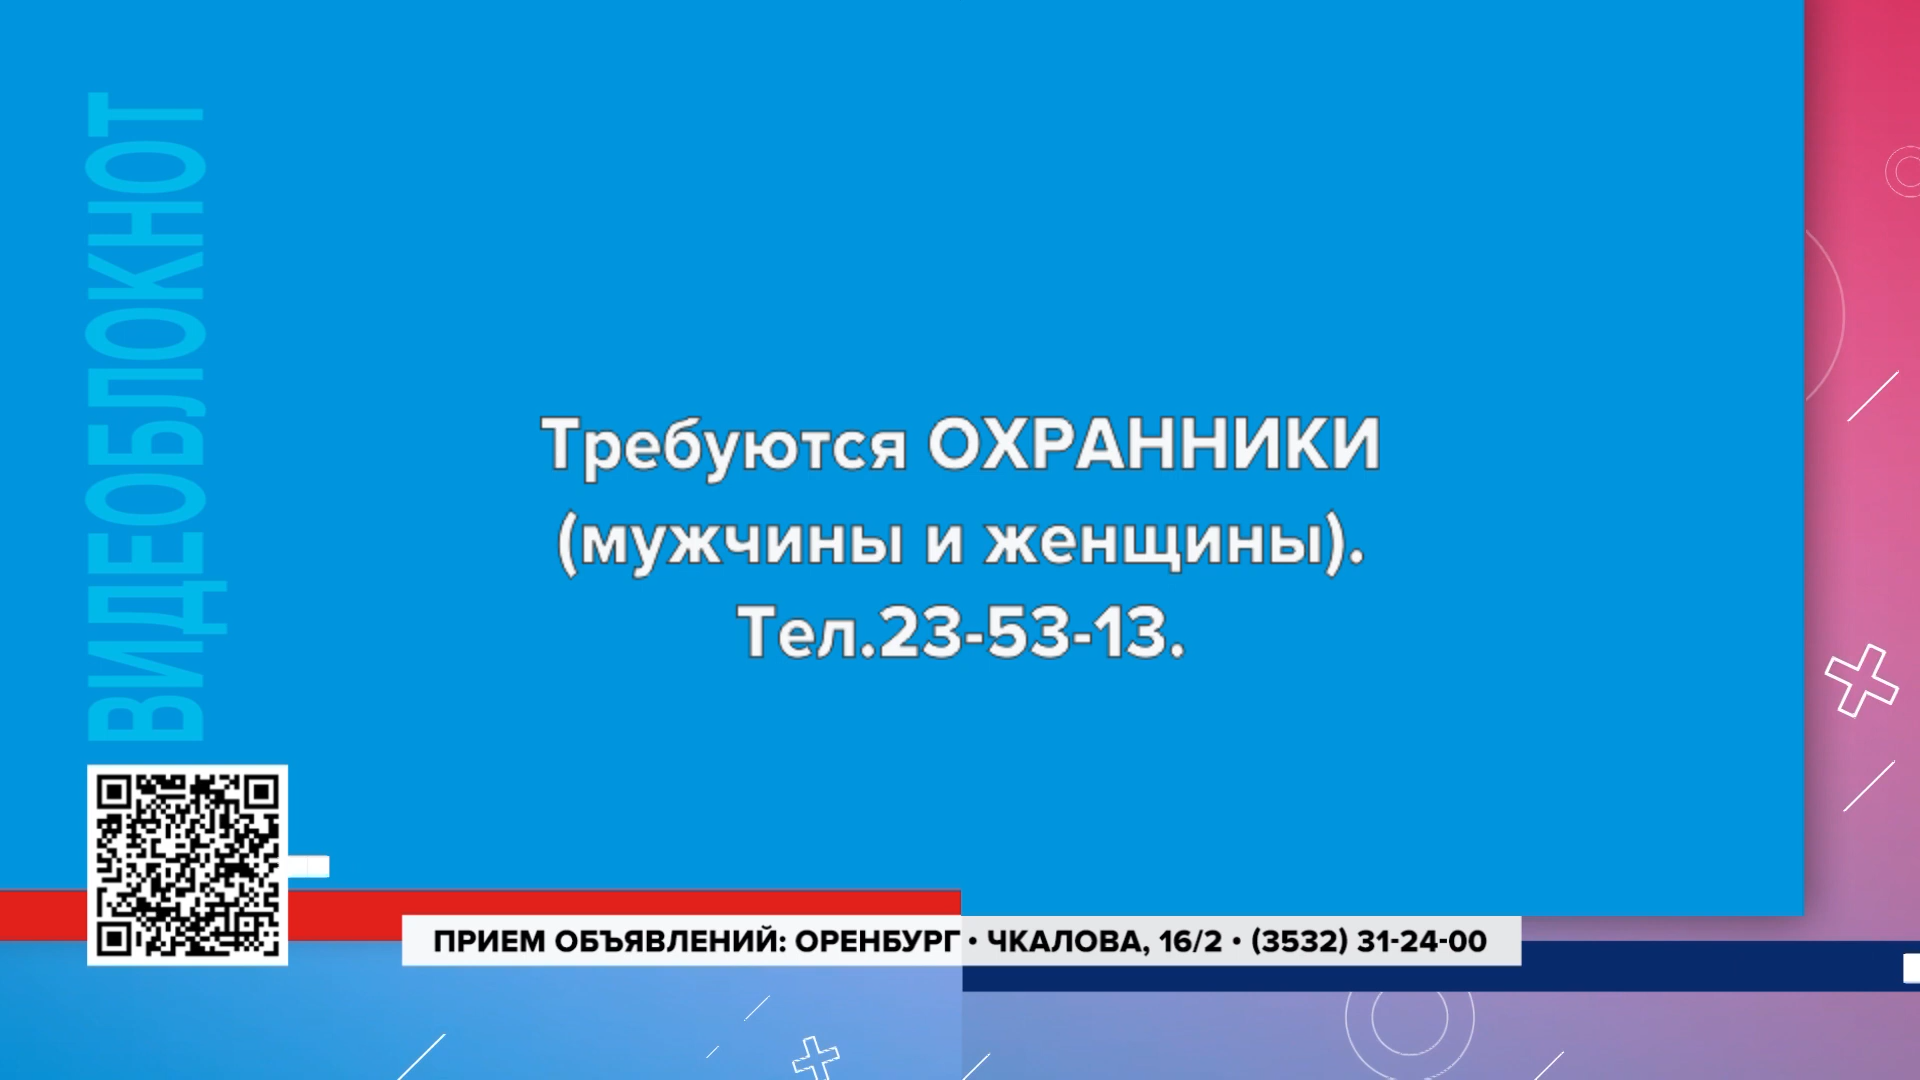 ВИДЕОБЛОКНОТ
Требуются ОХРАННИКИ
(мужчины и женщины).
Тел.23-53-13.
ПРИЕМ ОБЪЯВЛЕНИЙ: ОРЕНБУРГ • ЧКАЛОВА, 16/2 • (3532) 31-24-00